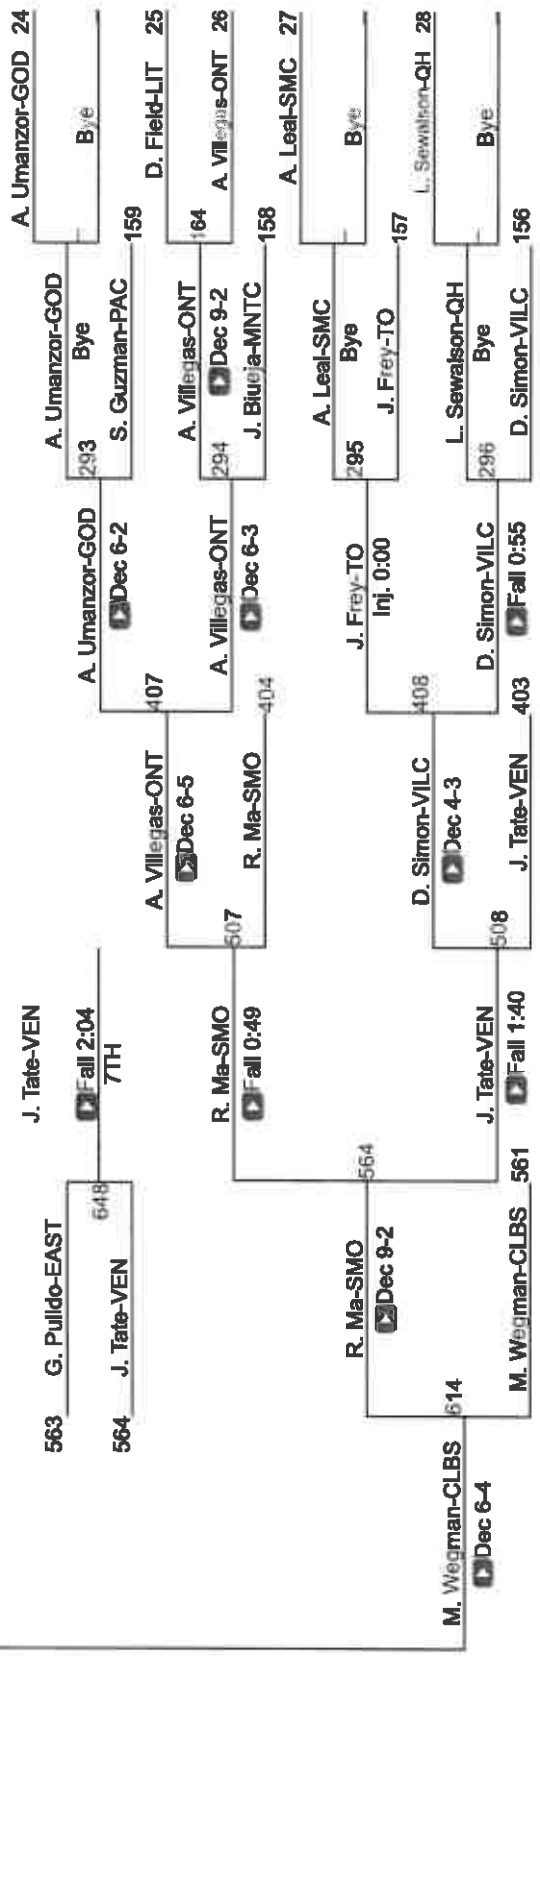 M. Wegman-CLBS
Dec 6-4
563 G. Pulido-EAST
564 J. Tate-VEN
R. Ma-SMO
Dec 9-2
614
M. Wegman-CLBS 561
648
J. Tate-VEN
Fall 2:04
7TH
R. Ma-SMO
Fall 0:49
564
J. Tate-VEN
Fall 1:40
A. Villegas-ONT
Dec 6-5
507
R. Ma-SMO 404
D. Simon-VILC
Dec 4-3
508
J. Tate-VEN 403
A. Umanzor-GOD
Dec 6-2
407
A. Villegas-ONT
Dec 6-3
J. Frey-TO
Inj. 0:00
408
D. Simon-VILC
Fall 0:55
A. Umanzor-GOD
Bye
293
S. Guzman-PAC 159
A. Villegas-ONT
Dec 9-2
294
J. Biueja-MNTC 158
A. Leal-SMC
Bye
295
J. Frey-TO 157
L. Sewalson-QH
Bye
296
D. Simon-VILC 156
A. Umanzor-GOD 24
Bye
D. Field-LIT 25
164
A. Villegas-ONT 26
A. Leal-SMC 27
Bye
L. Sewalson-QH 28
Bye